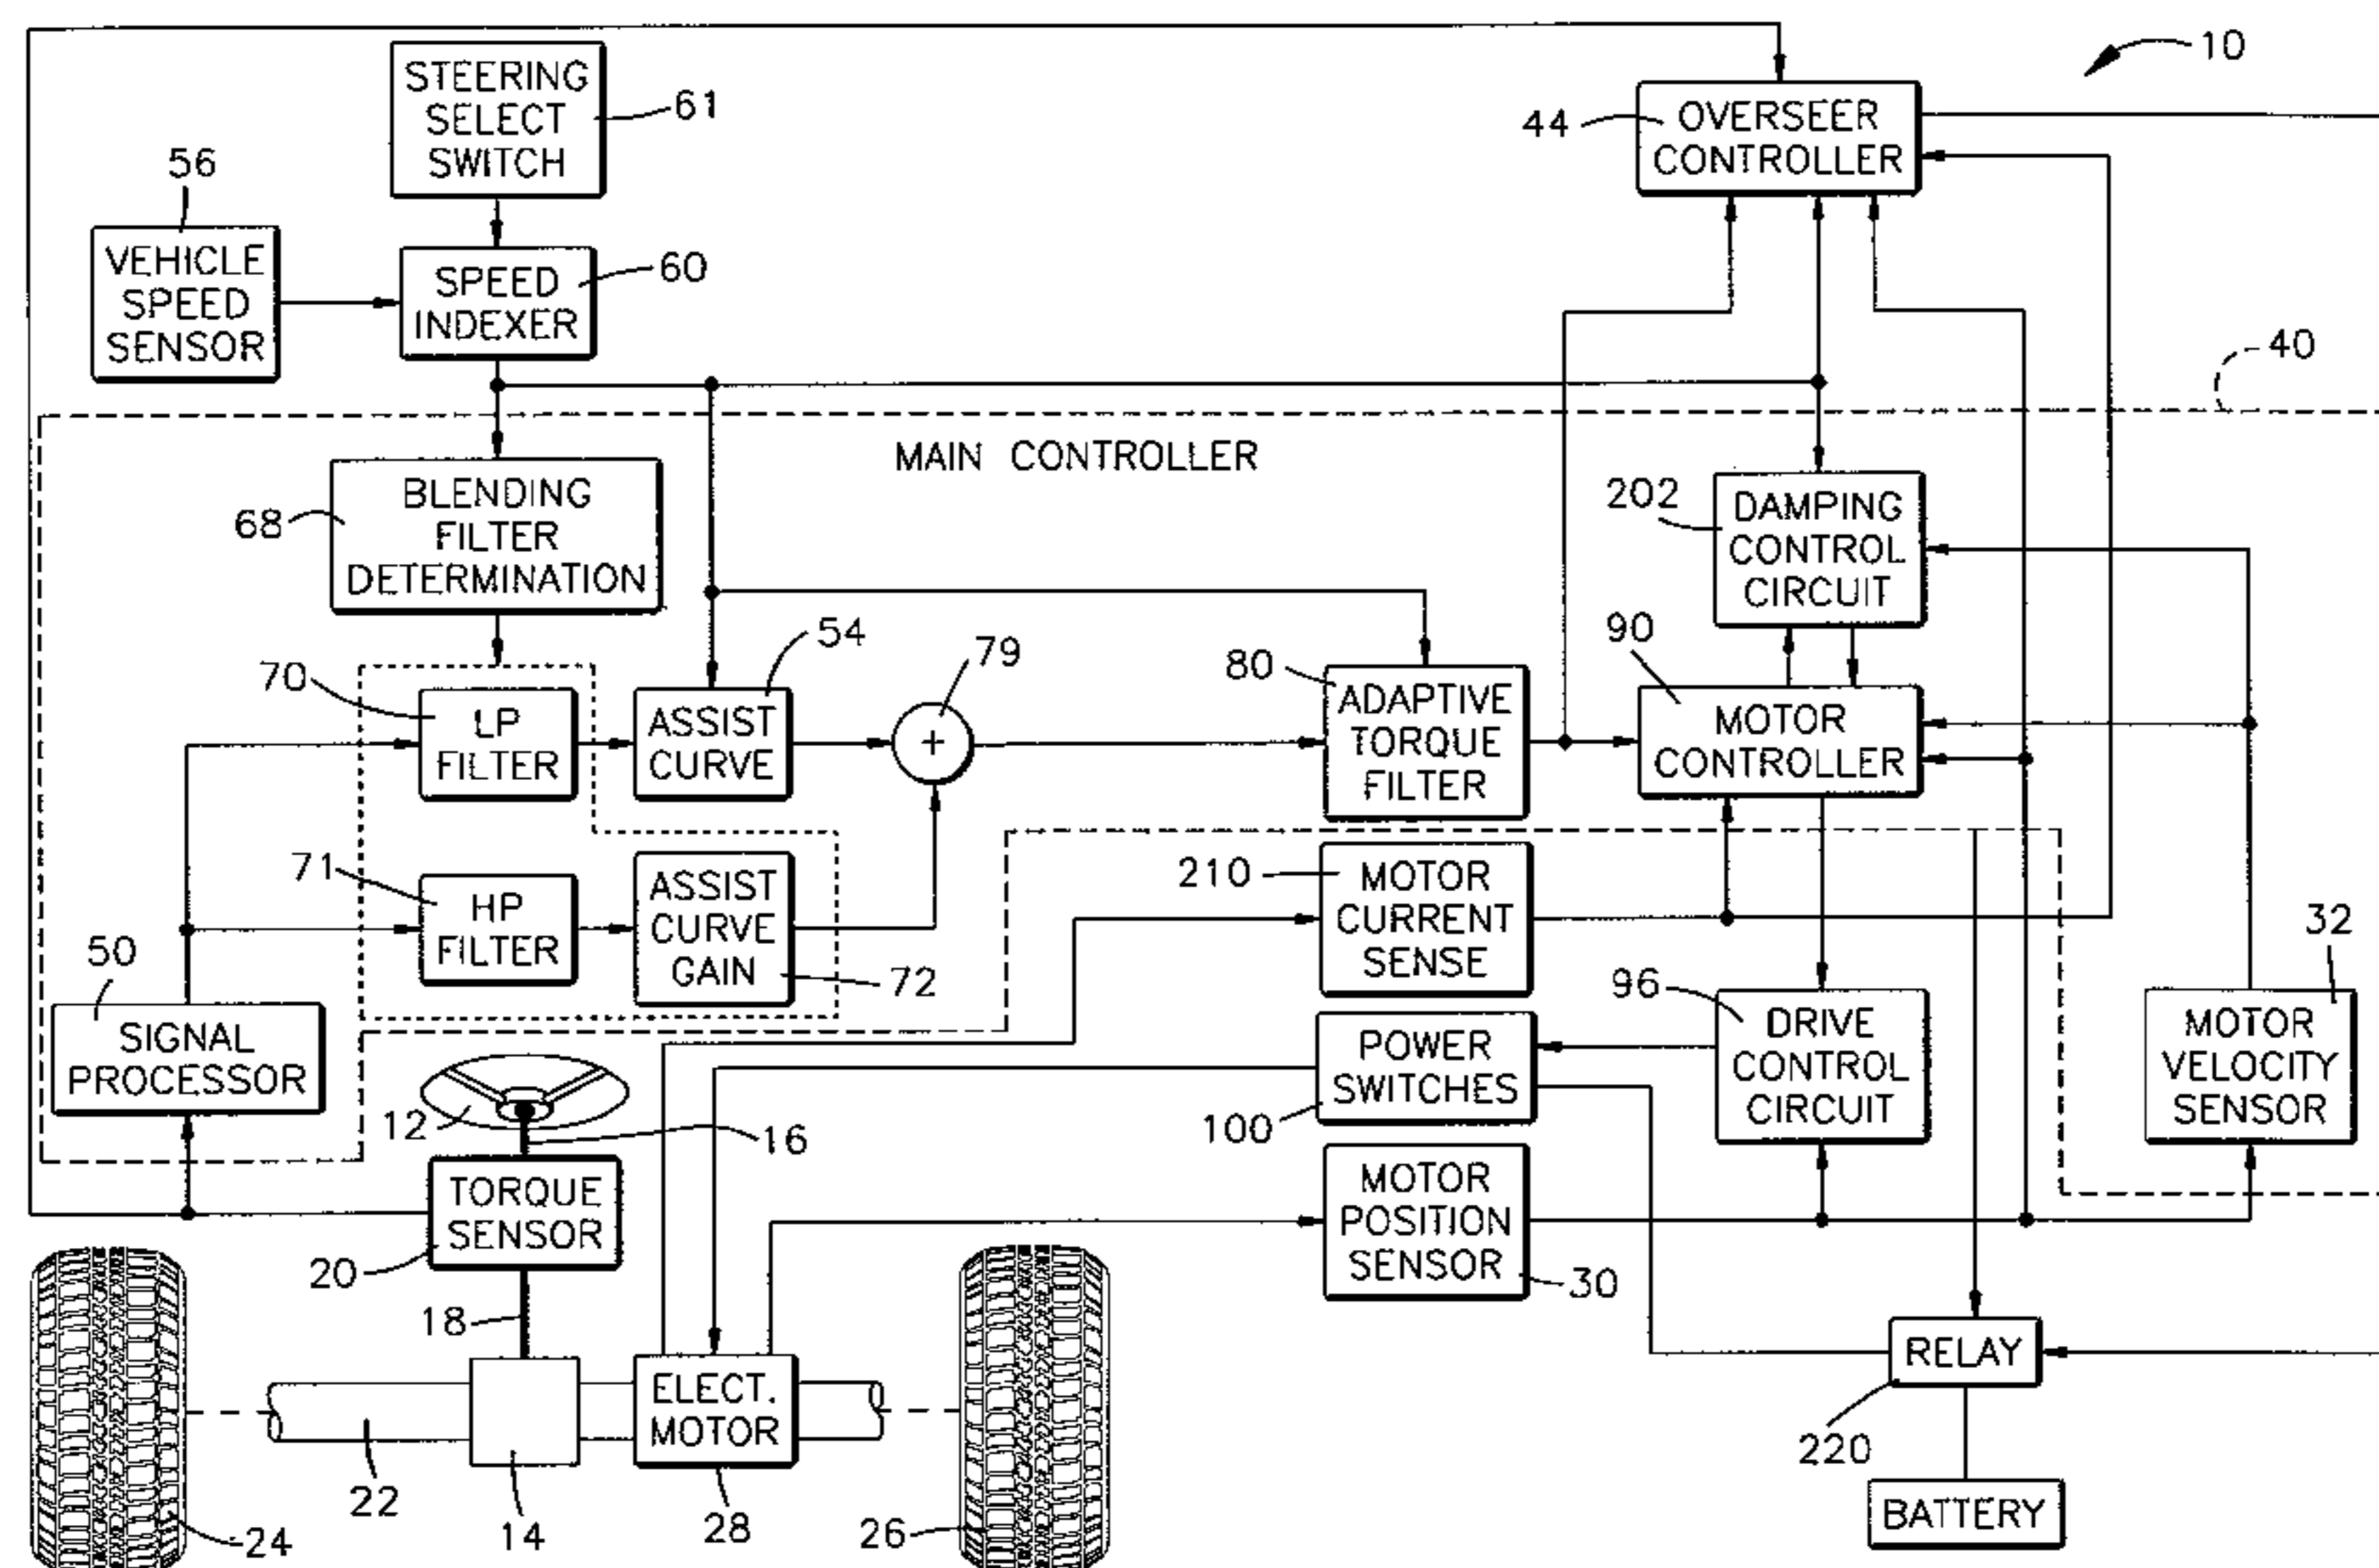 10
STEERING
SELECT
SWITCH
61
OVERSEER
CONTROLLER
44
56
VEHICLE
SPEED
SENSOR
SPEED
INDEXER
60
40
MAIN CONTROLLER
BLENDING
FILTER
DETERMINATION
68
202
DAMPING
CONTROL
CIRCUIT
70
LP
FILTER
54
ASSIST
CURVE
79
+
80
ADAPTIVE
TORQUE
FILTER
90
MOTOR
CONTROLLER
71
HP
FILTER
ASSIST
CURVE
GAIN
72
210
MOTOR
CURRENT
SENSE
32
MOTOR
VELOCITY
SENSOR
50
SIGNAL
PROCESSOR
96
DRIVE
CONTROL
CIRCUIT
POWER
SWITCHES
100
12
16
TORQUE
SENSOR
20
18
MOTOR
POSITION
SENSOR
30
RELAY
220
BATTERY
ELECT.
MOTOR
28
22
14
24
26